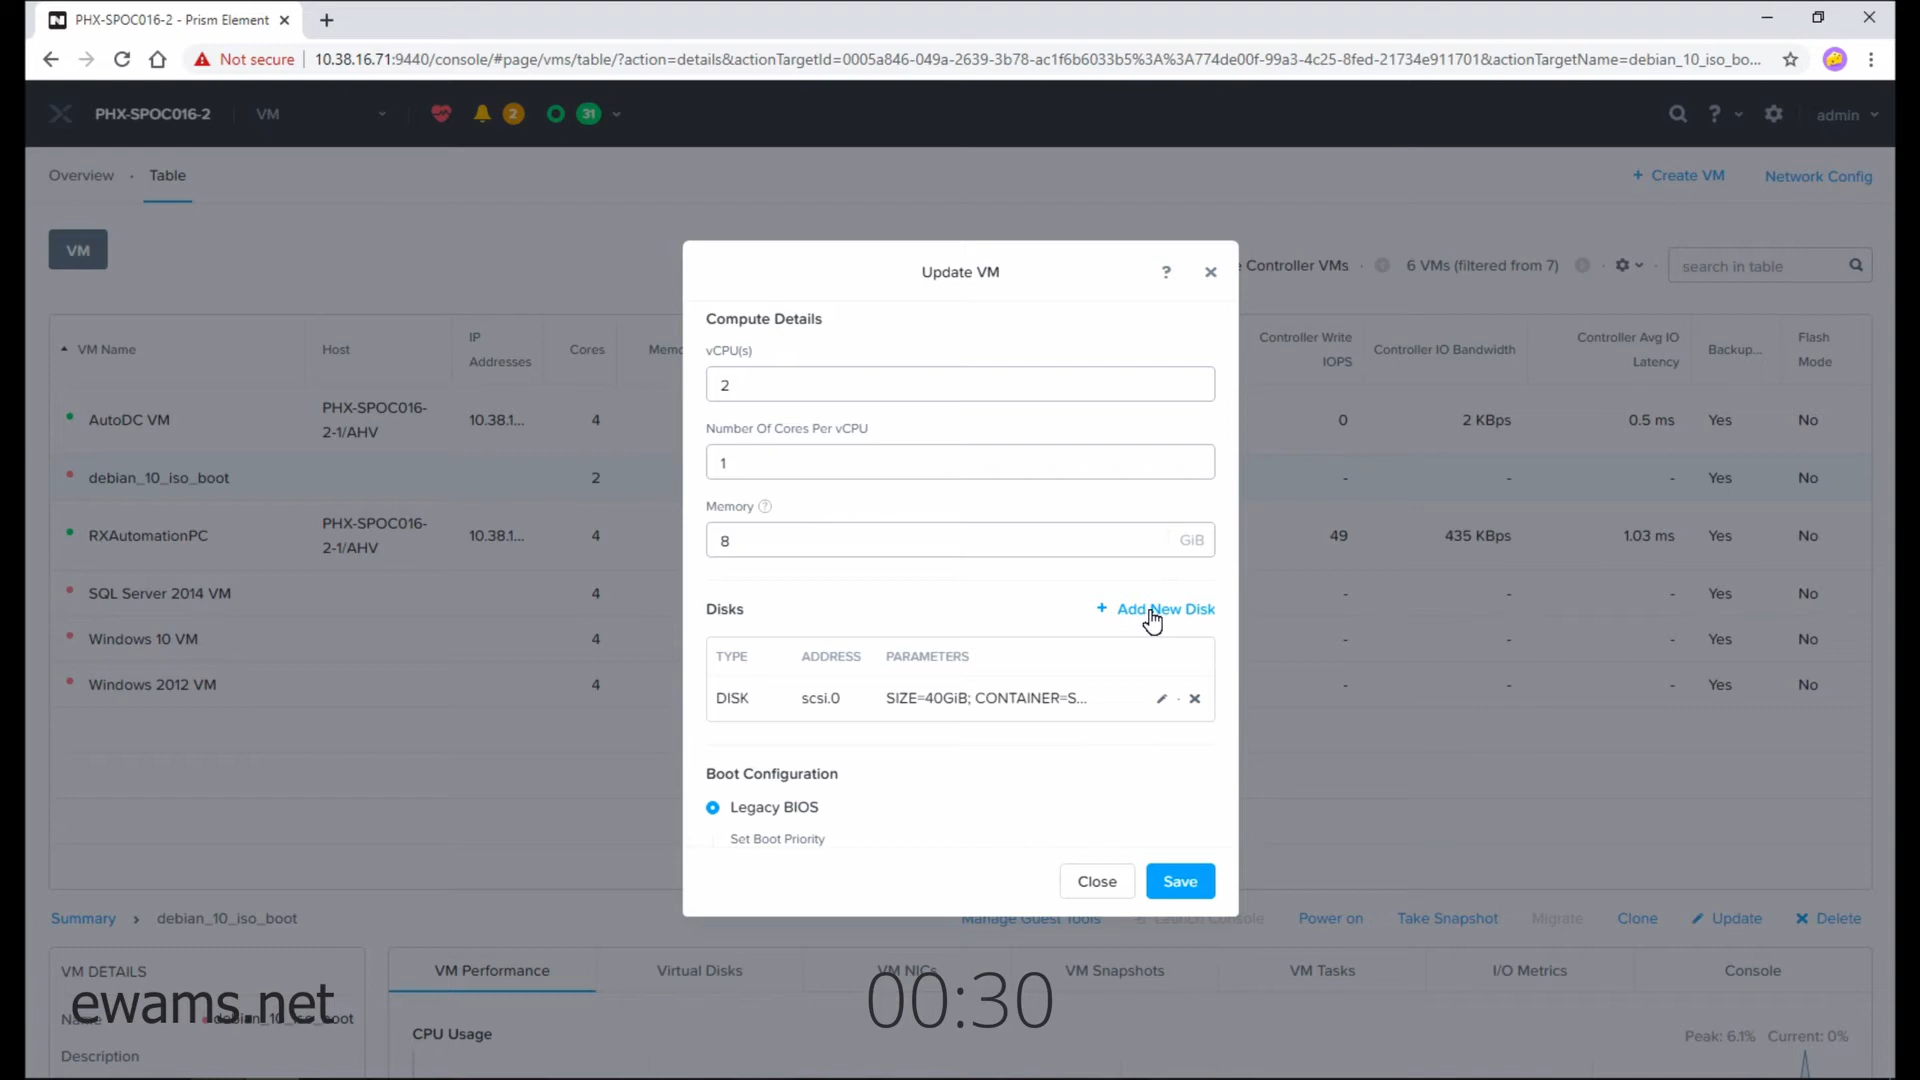 PHX-SPOC016-2 - Prism Element
Not secure
10.38.16.71:9440/console/#page/vms/table/?action=details&actionTargetId=0005a846-049a-2639-3b78-ac1f6b6033b5%3A%3A774de00f-99a3-4c25-8fed-21734e911701&actionTargetName=debian_10_iso_bo...
PHX-SPOC016-2
VM
2
31
?
admin
Overview · Table
+ Create VM
Network Config
VM
Controller VMs · 6 VMs (filtered from 7)
search in table
VM Name
Host
IP Addresses
Cores
Controller Write IOPS
Controller IO Bandwidth
Controller Avg IO Latency
Backup...
Flash Mode
AutoDC VM PHX-SPOC016-2-1/AHV 10.38.1... 4 0 2 KBps 0.5 ms Yes No
debian_10_iso_boot 2 - - - Yes No
RXAutomationPC PHX-SPOC016-2-1/AHV 10.38.1... 4 49 435 KBps 1.03 ms Yes No
SQL Server 2014 VM 4 - - - Yes No
Windows 10 VM 4 - - - Yes No
Windows 2012 VM 4 - - - Yes No
Update VM
?
Compute Details
vCPU(s)
2
Number Of Cores Per vCPU
1
Memory ?
8 GiB
Disks
+ Add New Disk
TYPE ADDRESS PARAMETERS
DISK scsi.0 SIZE=40GiB; CONTAINER=S...
Boot Configuration
Legacy BIOS
Set Boot Priority
Close
Save
Summary > debian_10_iso_boot
Manage Guest Tools
Launch Console
Power on
Take Snapshot
Migrate
Clone
Update
Delete
VM DETAILS
Name debian_10_iso_boot
Description
VM Performance
Virtual Disks
VM NICs
VM Snapshots
VM Tasks
I/O Metrics
Console
CPU Usage
Peak: 6.1% Current: 0%
ewams.net
00:30